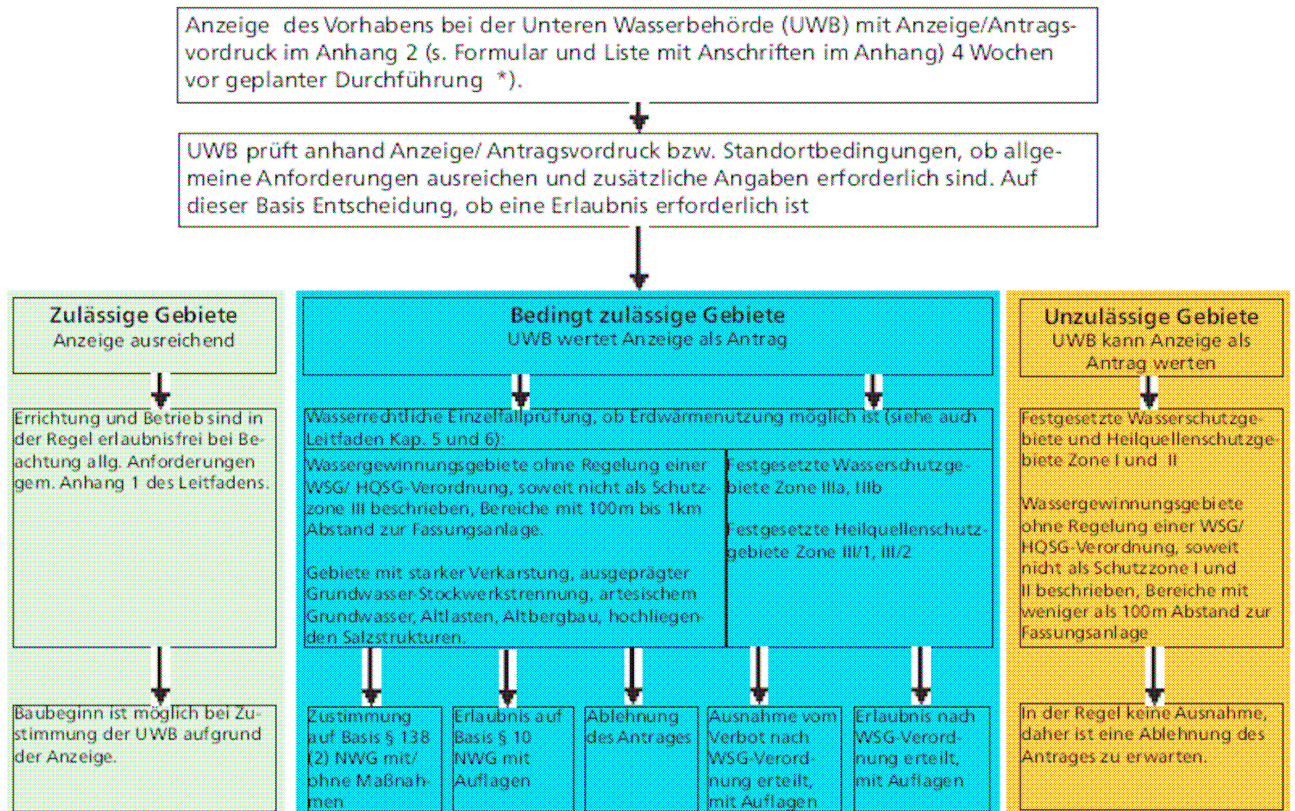 Anzeige des Vorhabens bei der Unteren Wasserbehörde (UWB) mit Anzeige/Antrags-
vordruck im Anhang 2 (s. Formular und Liste mit Anschriften im Anhang) 4 Wochen
vor geplanter Durchführung *).
UWB prüft anhand Anzeige/ Antragsvordruck bzw. Standortbedingungen, ob allge-
meine Anforderungen ausreichen und zusätzliche Angaben erforderlich sind. Auf
dieser Basis Entscheidung, ob eine Erlaubnis erforderlich ist
Zulässige Gebiete
Anzeige ausreichend
Errichtung und Betrieb sind in
der Regel erlaubnisfrei bei Be-
achtung allg. Anforderungen
gem. Anhang 1 des Leitfadens.
Baubeginn ist möglich bei Zu-
stimmung der UWB aufgrund
der Anzeige.
Bedingt zulässige Gebiete
UWB wertet Anzeige als Antrag
Wasserrechtliche Einzelfallprüfung, ob Erdwärmenutzung möglich ist (siehe auch
Leitfaden Kap. 5 und 6):
Wassergewinnungsgebiete ohne Regelung einer
WSG/ HQSG-Verordnung, soweit nicht als Schutz-
zone III beschrieben, Bereiche mit 100m bis 1km
Abstand zur Fassungsanlage.
Gebiete mit starker Verkarstung, ausgeprägter
Grundwasser-Stockwerkstrennung, artesischem
Grundwasser, Altlasten, Altbergbau, hochliegen-
den Salzstrukturen.
Festgesetzte Wasserschutzge-
biete Zone IIIa, IIIb
Festgesetzte Heilquellenschutz-
gebiete Zone III/1, III/2
Zustimmung
auf Basis § 138
(2) NWG mit/
ohne Maßnah-
men
Erlaubnis auf
Basis § 10
NWG mit
Auflagen
Ablehnung
des Antrages
Ausnahme vom
Verbot nach
WSG-Verord-
nung erteilt,
mit Auflagen
Erlaubnis nach
WSG-Verord-
nung erteilt,
mit Auflagen
Unzulässige Gebiete
UWB kann Anzeige als
Antrag werten
Festgesetzte Wasserschutzge-
biete und Heilquellenschutzge-
biete Zone I und II
Wassergewinnungsgebiete
ohne Regelung einer WSG/
HQSG-Verordnung, soweit
nicht als Schutzzone I und
II beschrieben, Bereiche mit
weniger als 100m Abstand zur
Fassungsanlage
In der Regel keine Ausnahme,
daher ist eine Ablehnung des
Antrages zu erwarten.